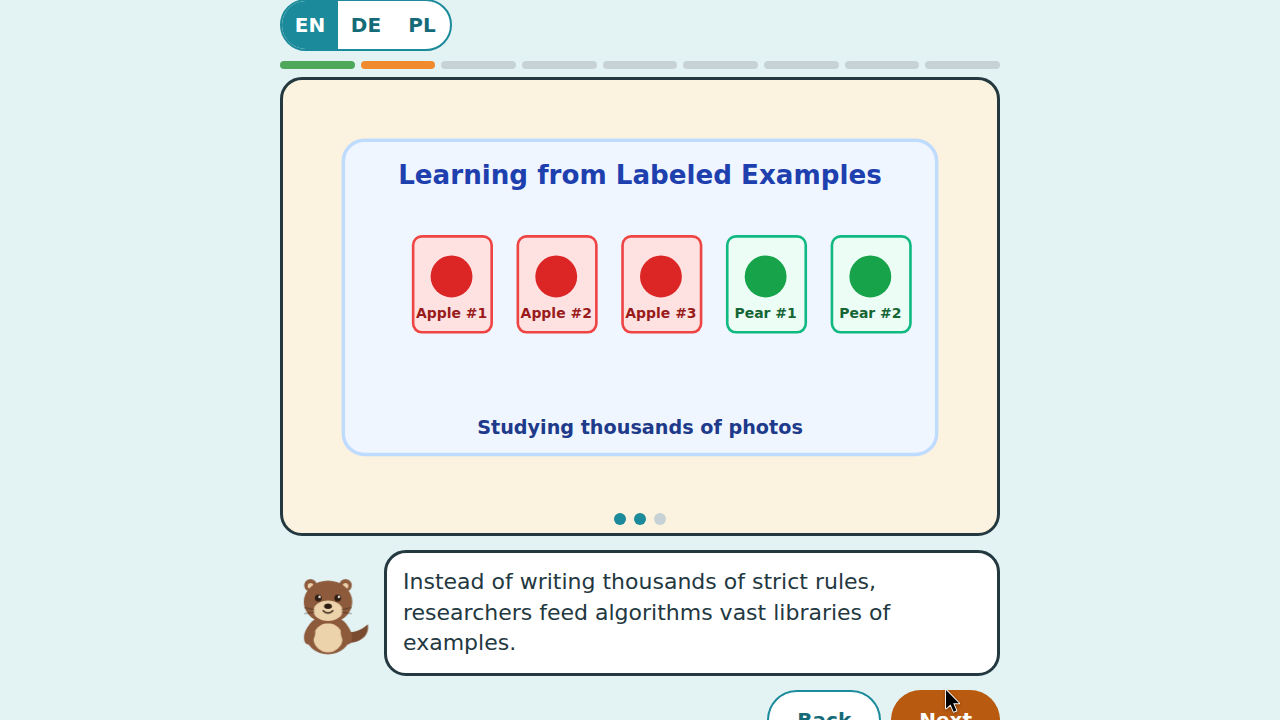 EN DE PL
Learning from Labeled Examples
Apple #1 Apple #2 Apple #3 Pear #1 Pear #2
Studying thousands of photos
Instead of writing thousands of strict rules,
researchers feed algorithms vast libraries of
examples.
Back Next